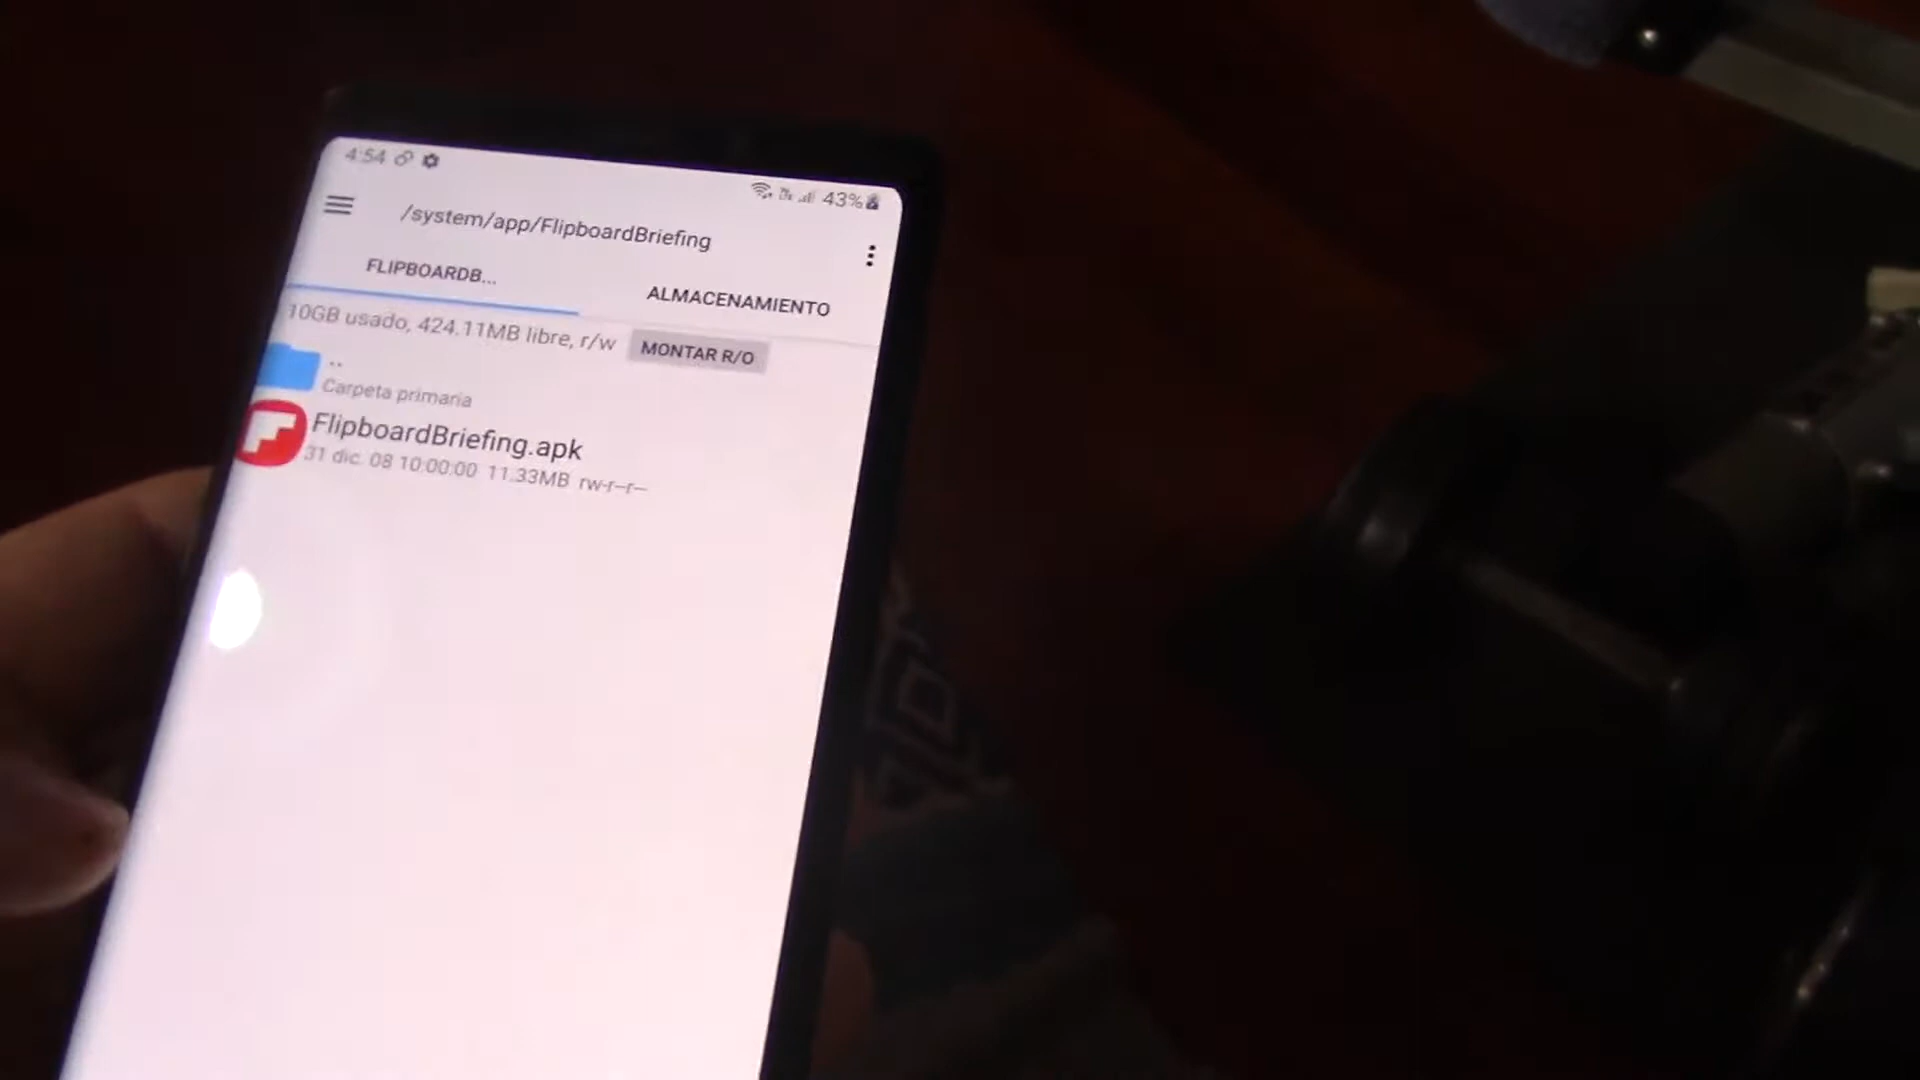 4:54
43%
/system/app/FlipboardBriefing
FLIPBOARDB...
ALMACENAMIENTO
10GB usado, 424.11MB libre, r/w
MONTAR R/O
..
Carpeta primaria
FlipboardBriefing.apk
31 dic. 08 10:00:00 11.33MB rw-r--r--